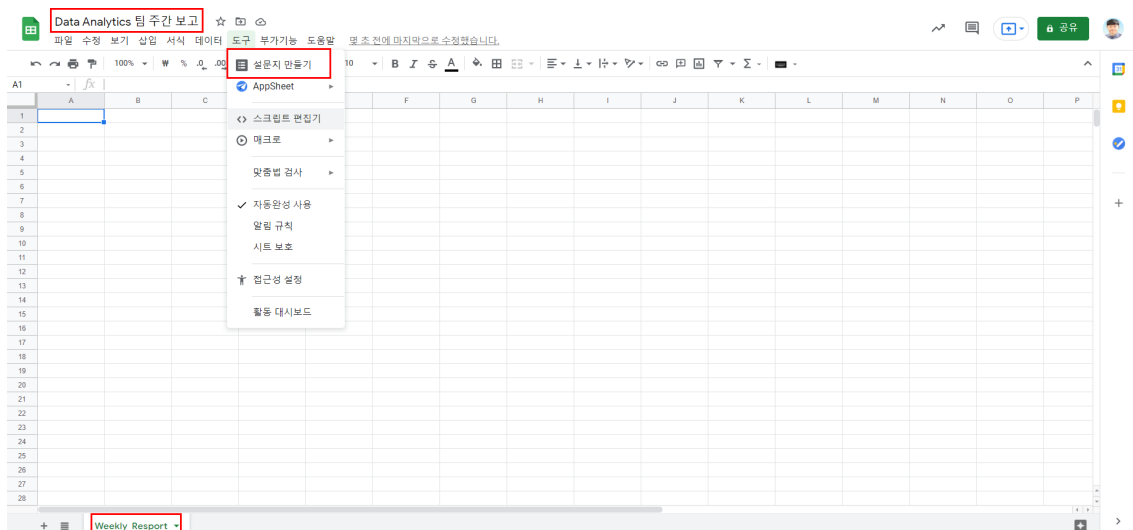 Data Analytics 팀 주간 보고
파일 수정 보기 삽입 서식 데이터 도구 부가기능 도움말 몇 초 전에 마지막으로 수정했습니다.
공유
100% ₩ % .0 .00 10 B I S A
A1 fx
A B C F G H I J K L M N O P
설문지 만들기
AppSheet
스크립트 편집기
매크로
맞춤법 검사
자동완성 사용
알림 규칙
시트 보호
접근성 설정
활동 대시보드
1
2
3
4
5
6
7
8
9
10
11
12
13
14
15
16
17
18
19
20
21
22
23
24
25
26
27
28
Weekly Resport